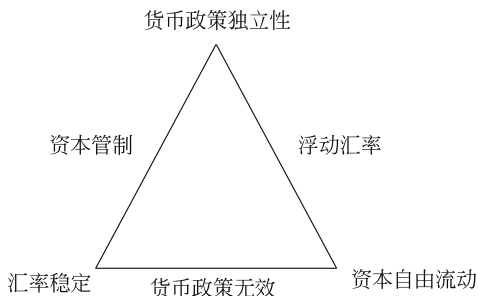 货币政策独立性
资本管制
浮动汇率
汇率稳定
货币政策无效
资本自由流动